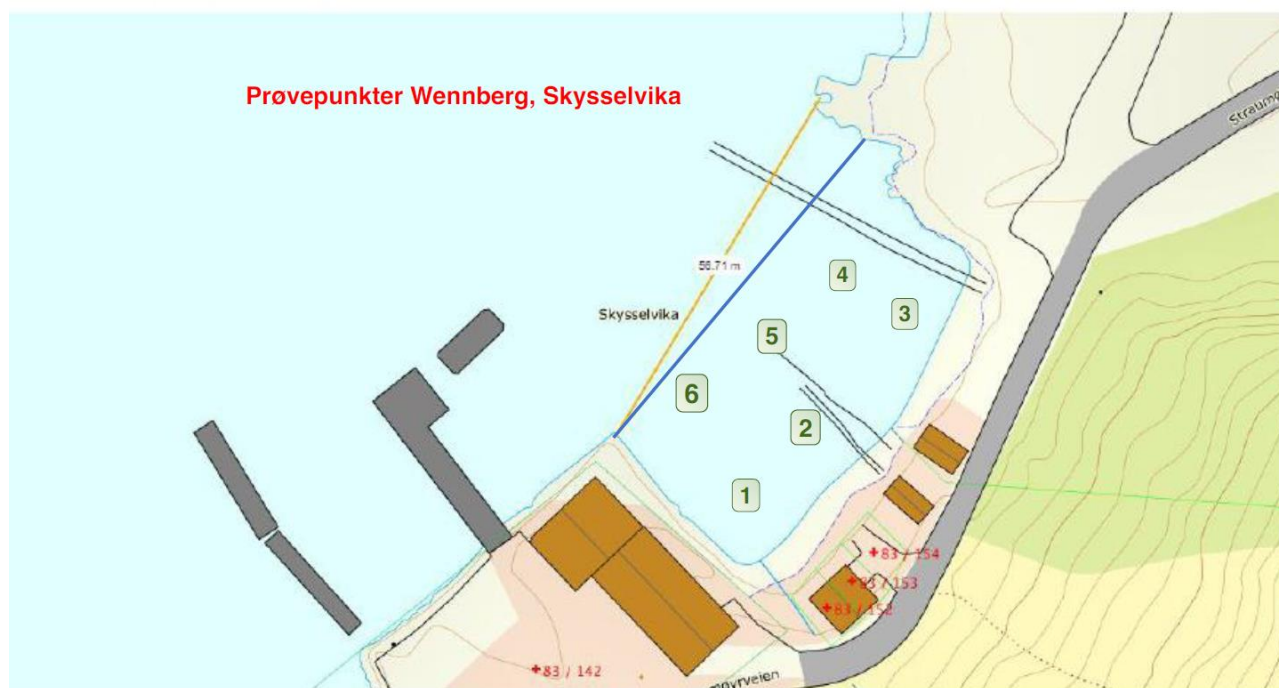 Prøvepunkter Wennberg, Skysselvika
56.71 m
Skysselvika
4
3
5
6
2
1
83 / 154
83 / 153
83 / 152
83 / 142